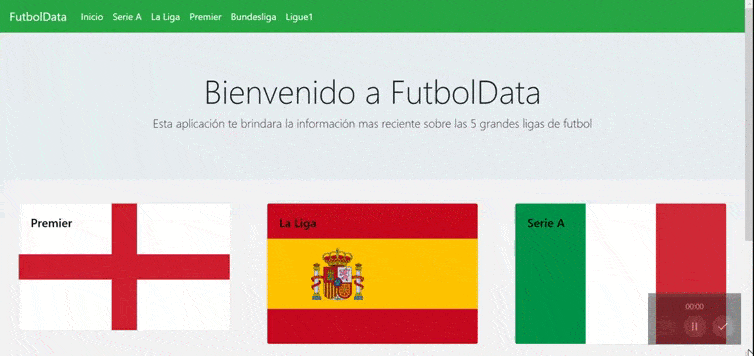 FutbolData Inicio Serie A La Liga Premier Bundesliga Ligue1
Bienvenido a FutbolData
Esta aplicación te brindara la información mas reciente sobre las 5 grandes ligas de futbol
Premier La Liga Serie A
00:00